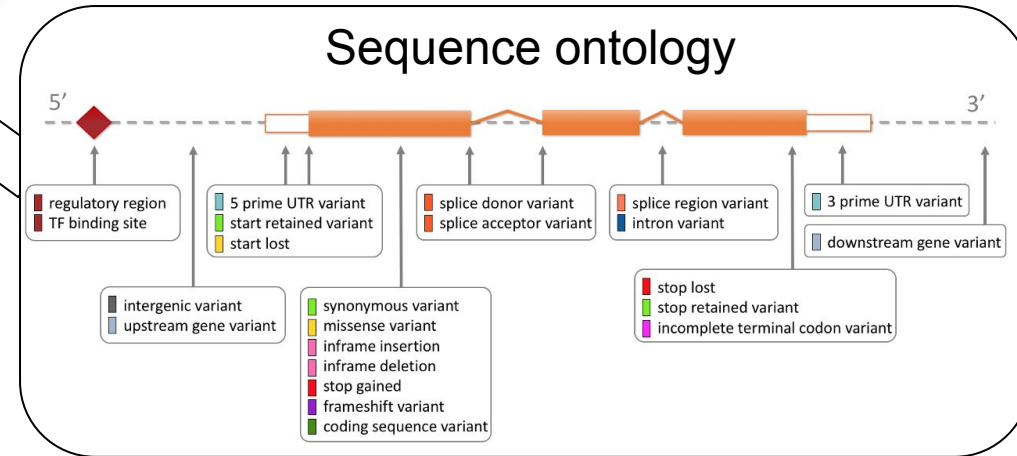 Sequence ontology
5’
3’
regulatory region
TF binding site
5 prime UTR variant
start retained variant
start lost
splice donor variant
splice acceptor variant
splice region variant
intron variant
3 prime UTR variant
downstream gene variant
intergenic variant
upstream gene variant
synonymous variant
missense variant
inframe insertion
inframe deletion
stop gained
frameshift variant
coding sequence variant
stop lost
stop retained variant
incomplete terminal codon variant